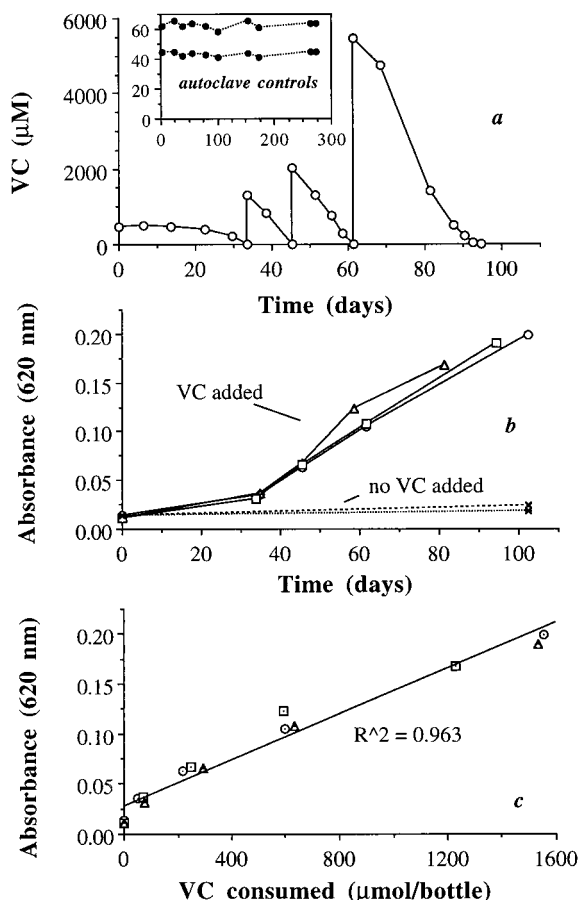 80
60
40
20
0
autoclave controls
0 100 200 300
6000
4000
2000
0
VC (μM)
a
0 20 40 60 80 100
Time (days)
0.20
0.15
0.10
0.05
0.00
Absorbance (620 nm)
VC added
b
no VC added
0 20 40 60 80 100
Time (days)
0.20
0.15
0.10
0.05
0.00
Absorbance (620 nm)
R^2 = 0.963
c
0 400 800 1200 1600
VC consumed (μmol/bottle)